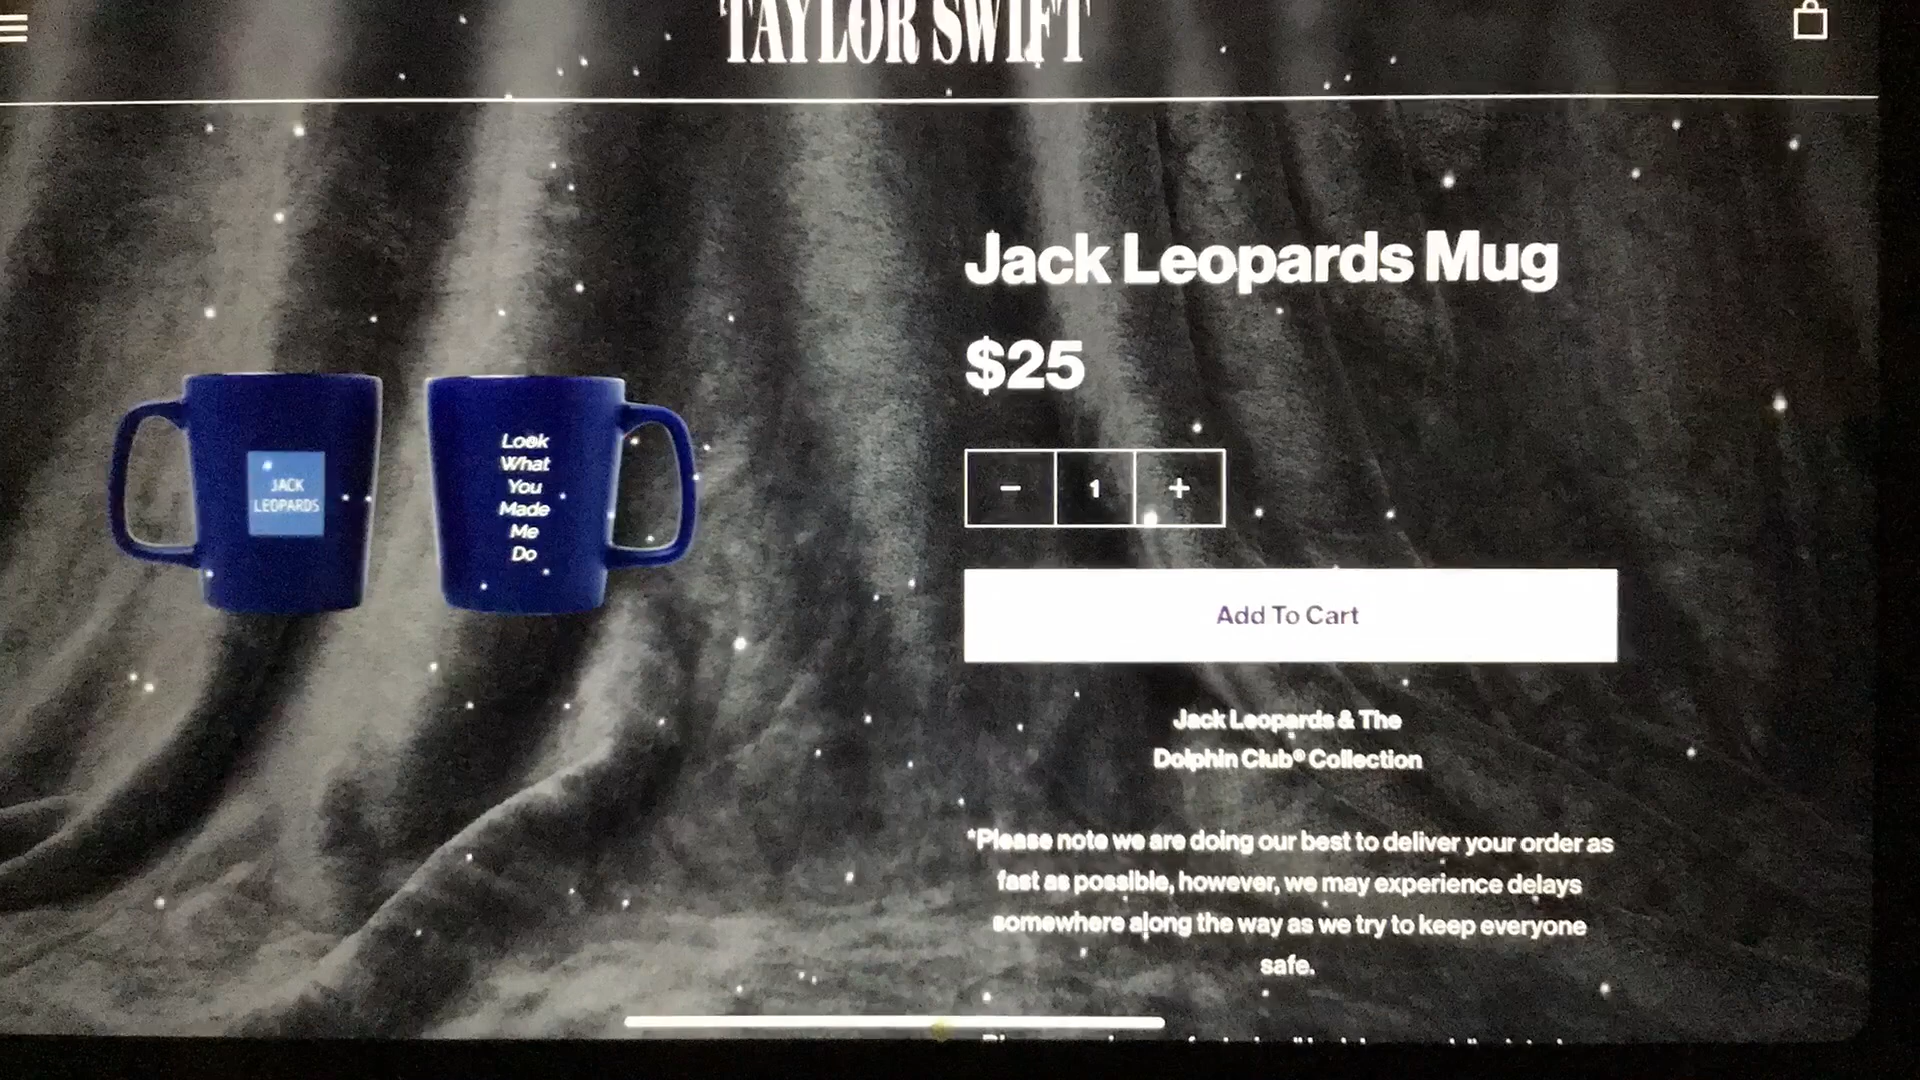 TAYLOR SWIFT
Jack Leopards Mug
$25
1
Add To Cart
JACK
LEOPARDS
Look
What
You
Made
Me
Do
Jack Leopards & The
Dolphin Club® Collection
*Please note we are doing our best to deliver your order as
fast as possible, however, we may experience delays
somewhere along the way as we try to keep everyone
safe.